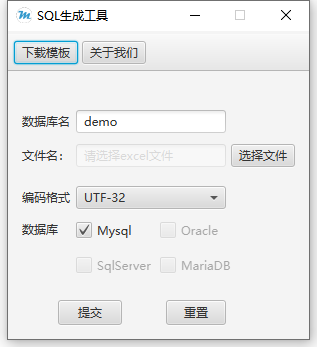 SQL生成工具
下载模板 关于我们
数据库名 demo
文件名： 请选择excel文件 选择文件
编码格式 UTF-32
数据库 Mysql Oracle
SqlServer MariaDB
提交 重置